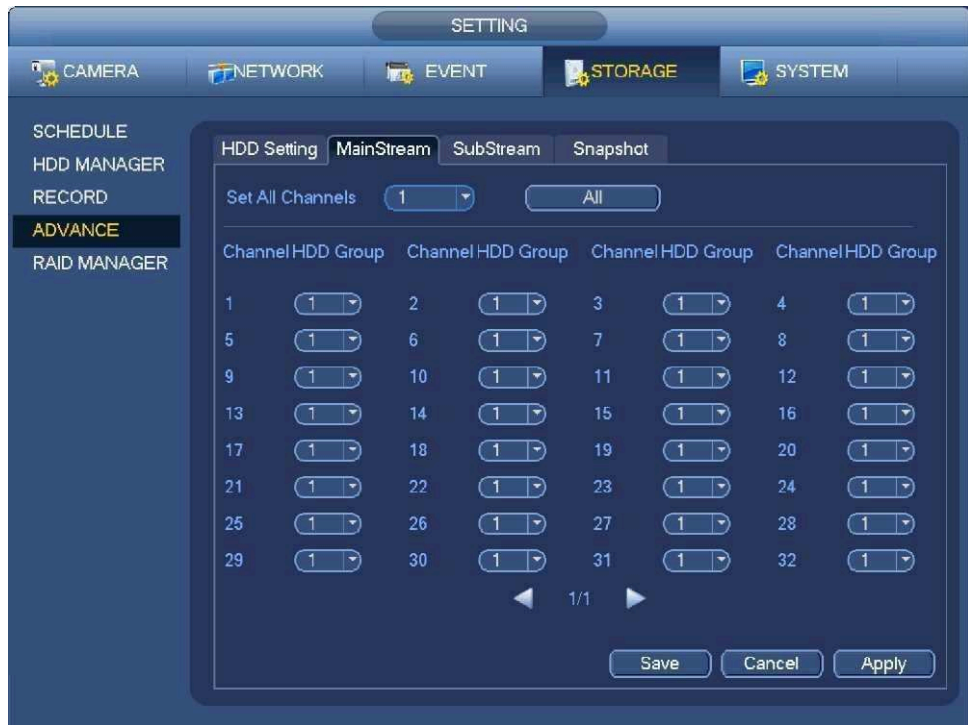 SETTING
CAMERA NETWORK EVENT STORAGE SYSTEM
SCHEDULE
HDD MANAGER
RECORD
ADVANCE
RAID MANAGER
HDD Setting MainStream SubStream Snapshot
Set All Channels 1 All
Channel HDD Group Channel HDD Group Channel HDD Group Channel HDD Group
1 1 2 1 3 1 4 1
5 1 6 1 7 1 8 1
9 1 10 1 11 1 12 1
13 1 14 1 15 1 16 1
17 1 18 1 19 1 20 1
21 1 22 1 23 1 24 1
25 1 26 1 27 1 28 1
29 1 30 1 31 1 32 1
1/1
Save Cancel Apply